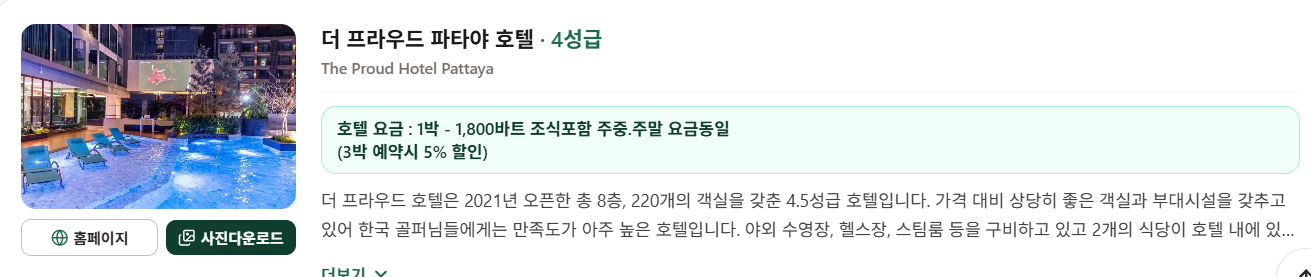 더 프라우드 파타야 호텔 · 4성급
The Proud Hotel Pattaya
호텔 요금 : 1박 - 1,800바트 조식포함 주중.주말 요금동일
(3박 예약시 5% 할인)
더 프라우드 호텔은 2021년 오픈한 총 8층, 220개의 객실을 갖춘 4.5성급 호텔입니다. 가격 대비 상당히 좋은 객실과 부대시설을 갖추고
있어 한국 골퍼님들에게는 만족도가 아주 높은 호텔입니다. 야외 수영장, 헬스장, 스팀룸 등을 구비하고 있고 2개의 식당이 호텔 내에 있...
홈페이지
사진다운로드
더보기